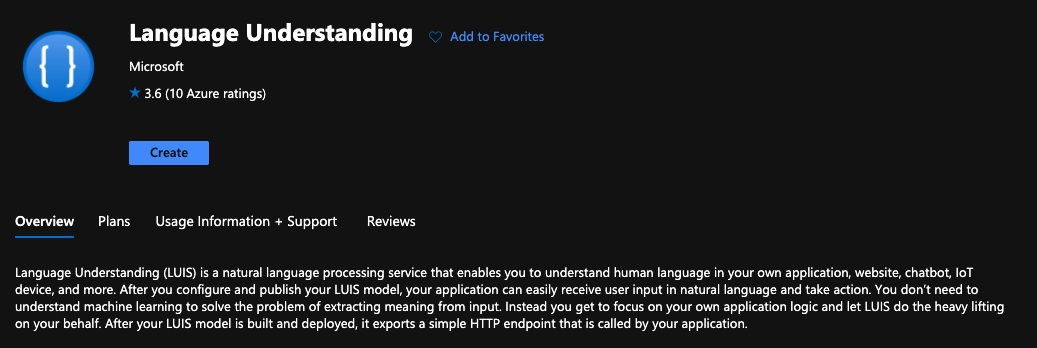 Language Understanding
Add to Favorites
Microsoft
3.6 (10 Azure ratings)
Create
Overview Plans Usage Information + Support Reviews
Language Understanding (LUIS) is a natural language processing service that enables you to understand human language in your own application, website, chatbot, IoT
device, and more. After you configure and publish your LUIS model, your application can easily receive user input in natural language and take action. You don’t need to
understand machine learning to solve the problem of extracting meaning from input. Instead you get to focus on your own application logic and let LUIS do the heavy lifting
on your behalf. After your LUIS model is built and deployed, it exports a simple HTTP endpoint that is called by your application.